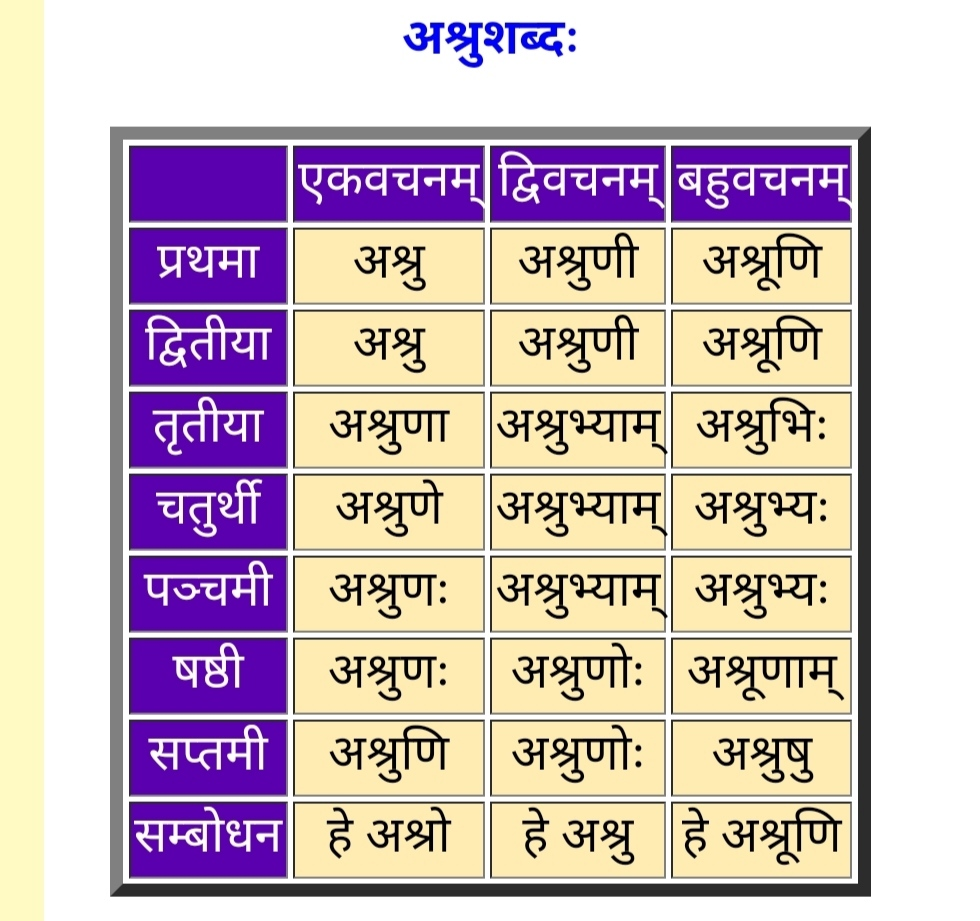 अश्रुशब्दः
एकवचनम् द्विवचनम् बहुवचनम्
प्रथमा अश्रु अश्रुणी अश्रूणि
द्वितीया अश्रु अश्रुणी अश्रूणि
तृतीया अश्रुणा अश्रुभ्याम् अश्रुभिः
चतुर्थी अश्रुणे अश्रुभ्याम् अश्रुभ्यः
पञ्चमी अश्रुणः अश्रुभ्याम् अश्रुभ्यः
षष्ठी अश्रुणः अश्रुणोः अश्रूणाम्
सप्तमी अश्रुणि अश्रुणोः अश्रुषु
सम्बोधन हे अश्रो हे अश्रु हे अश्रूणि